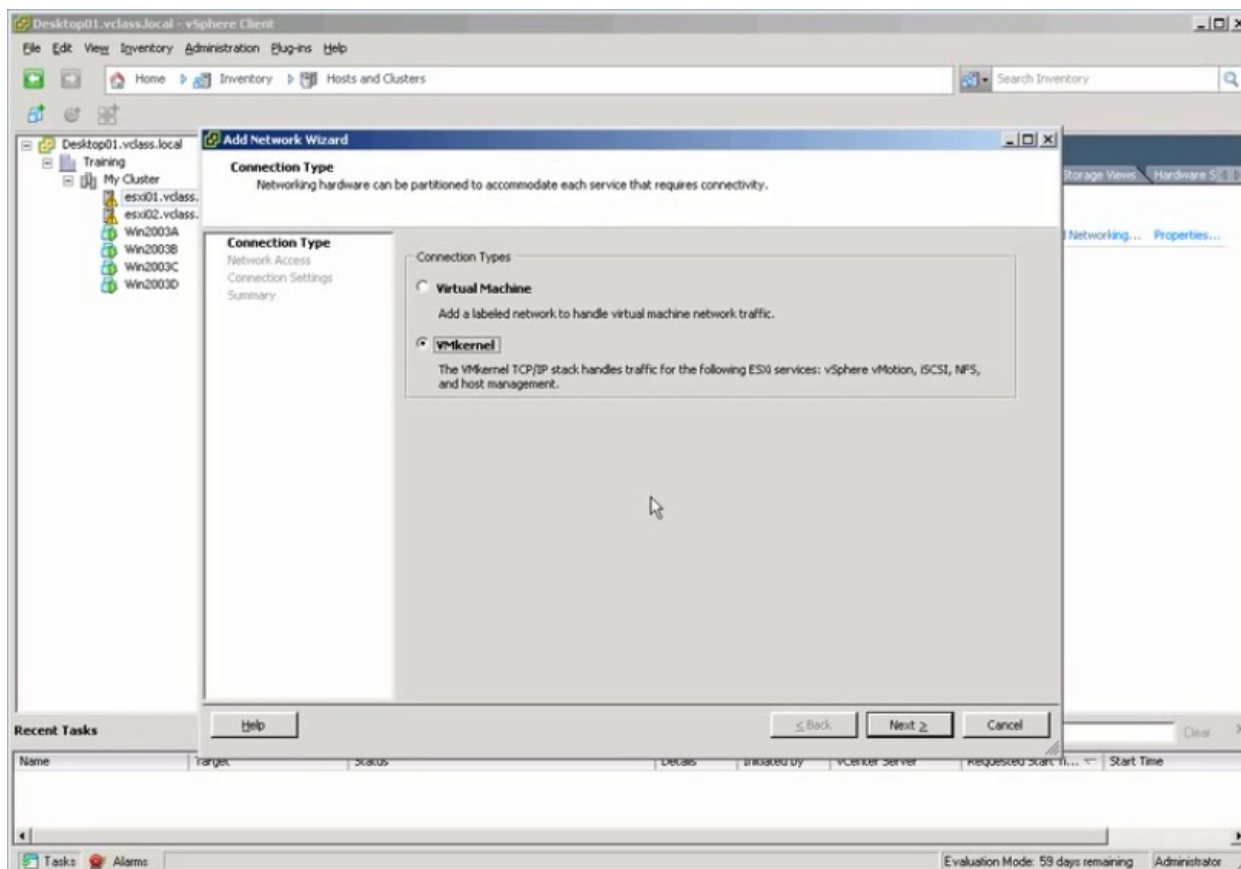 Desktop01.vclass.local - vSphere Client
File Edit View Inventory Administration Plug-ins Help
Home Inventory Hosts and Clusters
Search Inventory
Desktop01.vclass.local
Training
My Cluster
esxi01.vclass.
esxi02.vclass.
Win2003A
Win2003B
Win2003C
Win2003D
Add Network Wizard
Connection Type
Networking hardware can be partitioned to accommodate each service that requires connectivity.
Connection Type
Network Access
Connection Settings
Summary
Connection Types
Virtual Machine
Add a labeled network to handle virtual machine network traffic.
VMkernel
The VMkernel TCP/IP stack handles traffic for the following ESXi services: vSphere vMotion, iSCSI, NFS,
and host management.
Help < Back Next > Cancel
Storage Views Hardware S
Networking... Properties...
Recent Tasks
Clear
Name Target Status Details Initiated by vCenter Server Requested Start Ti... Start Time
Tasks Alarms
Evaluation Mode: 59 days remaining Administrator